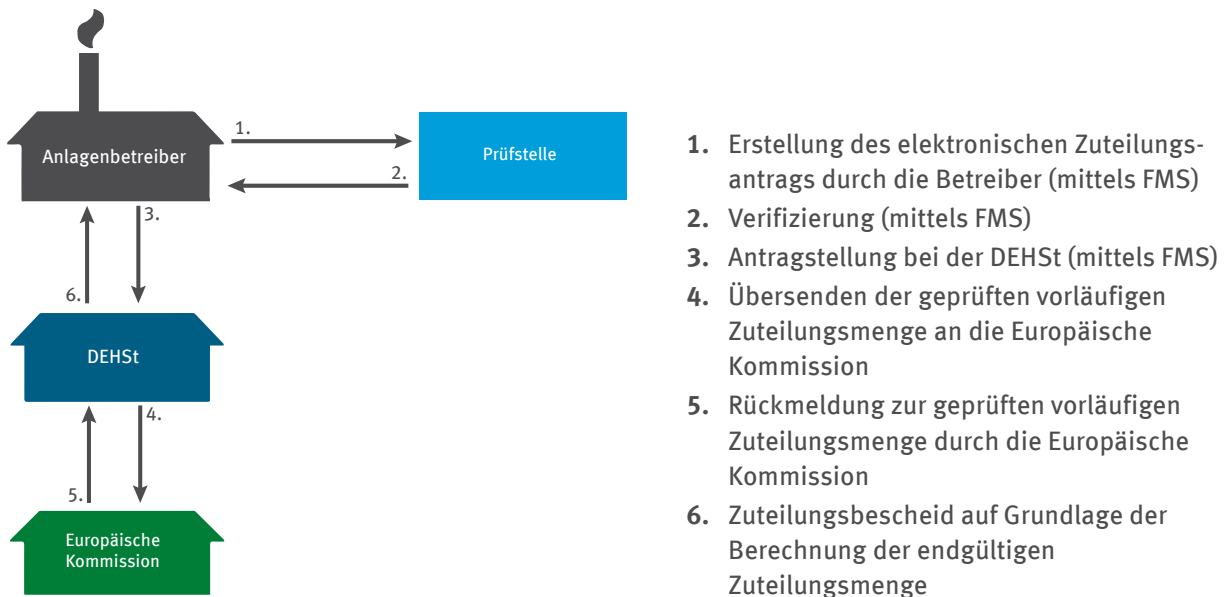 Anlagenbetreiber
1.
Prüfstelle
2.
3.
6.
DEHSt
4.
5.
Europäische
Kommission
1. Erstellung des elektronischen Zuteilungs-
antrags durch die Betreiber (mittels FMS)
2. Verifizierung (mittels FMS)
3. Antragstellung bei der DEHSt (mittels FMS)
4. Übersenden der geprüften vorläufigen
Zuteilungsmenge an die Europäische
Kommission
5. Rückmeldung zur geprüften vorläufigen
Zuteilungsmenge durch die Europäische
Kommission
6. Zuteilungsbescheid auf Grundlage der
Berechnung der endgültigen
Zuteilungsmenge